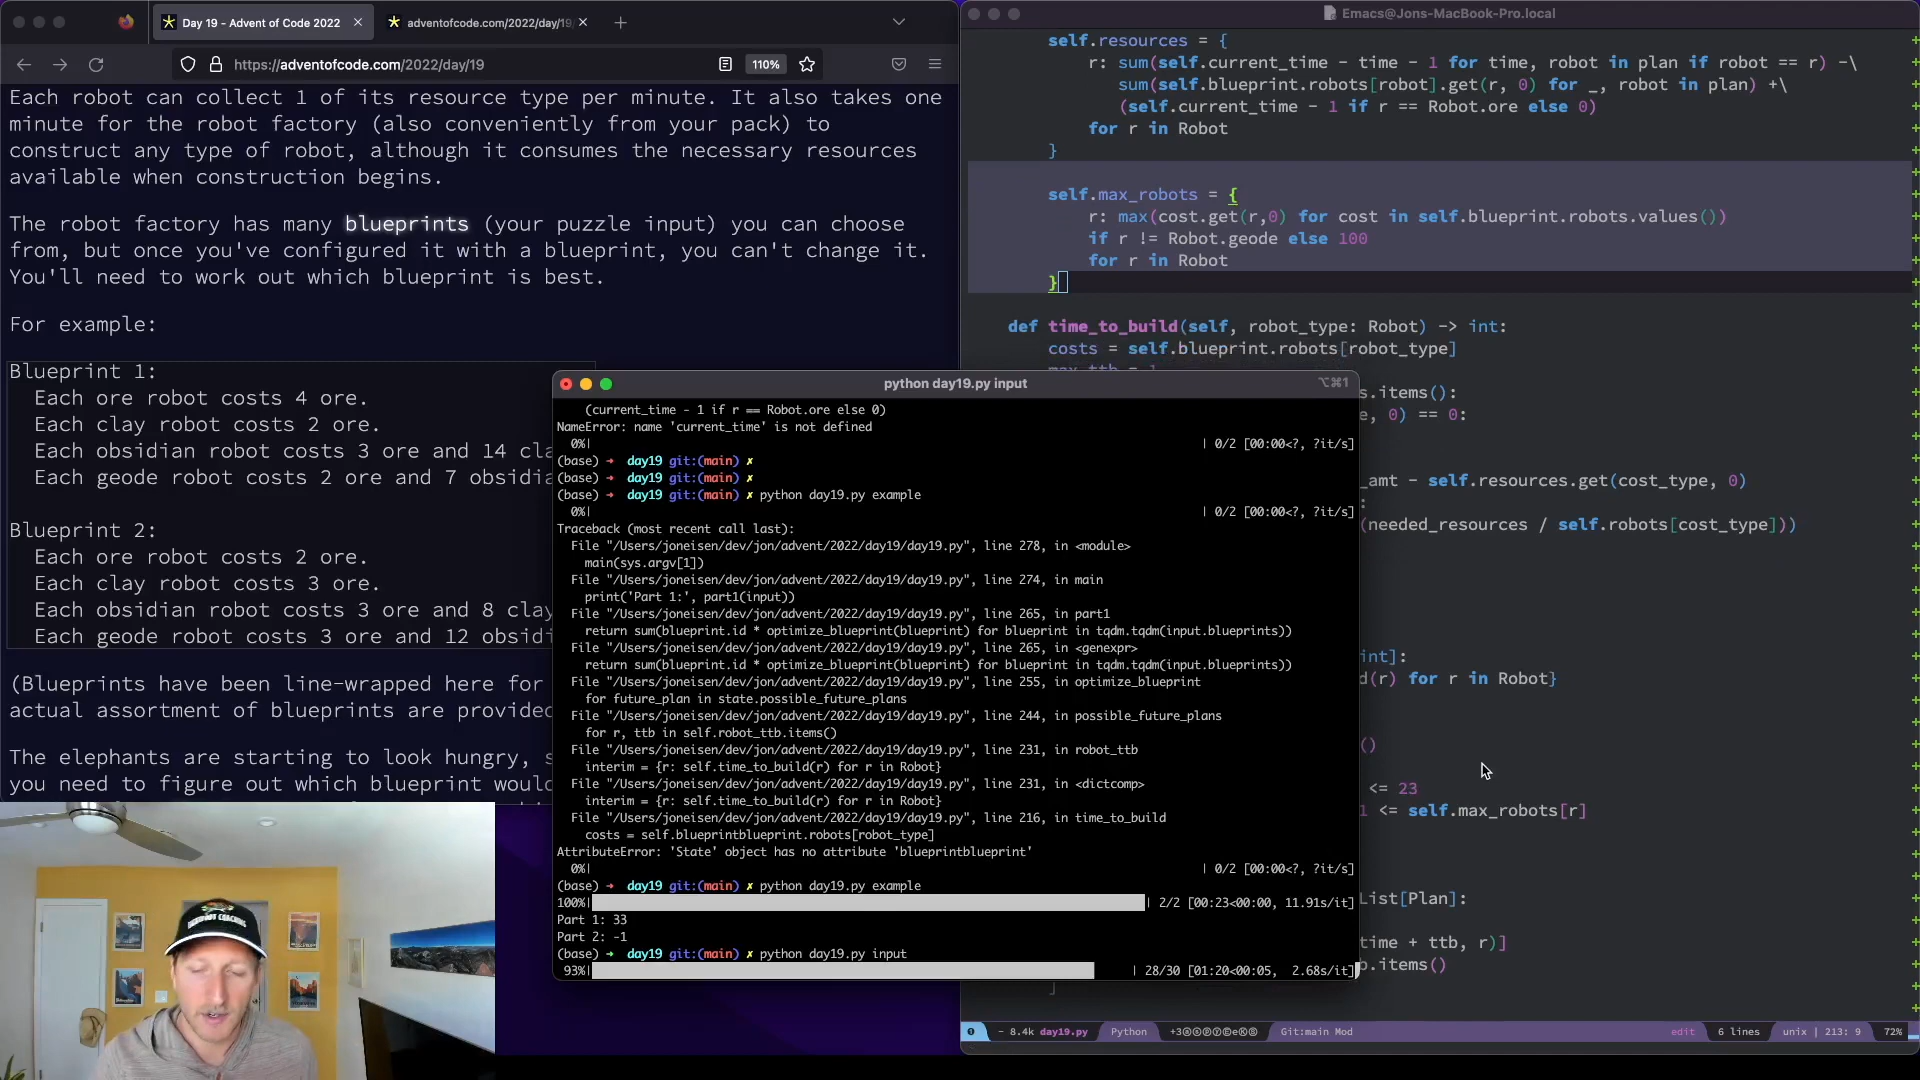 Day 19 - Advent of Code 2022
adventofcode.com/2022/day/19
https://adventofcode.com/2022/day/19
110%
Each robot can collect 1 of its resource type per minute. It also takes one
minute for the robot factory (also conveniently from your pack) to
construct any type of robot, although it consumes the necessary resources
available when construction begins.
The robot factory has many blueprints (your puzzle input) you can choose
from, but once you've configured it with a blueprint, you can't change it.
You'll need to work out which blueprint is best.
For example:
Blueprint 1:
Each ore robot costs 4 ore.
Each clay robot costs 2 ore.
Each obsidian robot costs 3 ore and 14 cla
Each geode robot costs 2 ore and 7 obsidia
Blueprint 2:
Each ore robot costs 2 ore.
Each clay robot costs 3 ore.
Each obsidian robot costs 3 ore and 8 clay
Each geode robot costs 3 ore and 12 obsidi
(Blueprints have been line-wrapped here for
actual assortment of blueprints are provided
The elephants are starting to look hungry, s
you need to figure out which blueprint would
Emacs@Jons-MacBook-Pro.local
self.resources = {
r: sum(self.current_time - time - 1 for time, robot in plan if robot == r) -\
sum(self.blueprint.robots[robot].get(r, 0) for _, robot in plan) +\
(self.current_time - 1 if r == Robot.ore else 0)
for r in Robot
}
self.max_robots = {
r: max(cost.get(r,0) for cost in self.blueprint.robots.values())
if r != Robot.geode else 100
for r in Robot
}
def time_to_build(self, robot_type: Robot) -> int:
costs = self.blueprint.robots[robot_type]
s.items():
e, 0) == 0:
_amt - self.resources.get(cost_type, 0)
:
(needed_resources / self.robots[cost_type]))
int]:
d(r) for r in Robot}
()
<= 23
1 <= self.max_robots[r]
List[Plan]:
time + ttb, r)]
b.items()
]
python day19.py input
⌥⌘1
(current_time - 1 if r == Robot.ore else 0)
NameError: name 'current_time' is not defined
0%| | 0/2 [00:00<?, ?it/s]
(base) ➜ day19 git:(main) ✗
(base) ➜ day19 git:(main) ✗
(base) ➜ day19 git:(main) ✗ python day19.py example
0%| | 0/2 [00:00<?, ?it/s]
Traceback (most recent call last):
File "/Users/joneisen/dev/jon/advent/2022/day19/day19.py", line 278, in <module>
main(sys.argv[1])
File "/Users/joneisen/dev/jon/advent/2022/day19/day19.py", line 274, in main
print('Part 1:', part1(input))
File "/Users/joneisen/dev/jon/advent/2022/day19/day19.py", line 265, in part1
return sum(blueprint.id * optimize_blueprint(blueprint) for blueprint in tqdm.tqdm(input.blueprints))
File "/Users/joneisen/dev/jon/advent/2022/day19/day19.py", line 265, in <genexpr>
return sum(blueprint.id * optimize_blueprint(blueprint) for blueprint in tqdm.tqdm(input.blueprints))
File "/Users/joneisen/dev/jon/advent/2022/day19/day19.py", line 255, in optimize_blueprint
for future_plan in state.possible_future_plans
File "/Users/joneisen/dev/jon/advent/2022/day19/day19.py", line 244, in possible_future_plans
for r, ttb in self.robot_ttb.items()
File "/Users/joneisen/dev/jon/advent/2022/day19/day19.py", line 231, in robot_ttb
interim = {r: self.time_to_build(r) for r in Robot}
File "/Users/joneisen/dev/jon/advent/2022/day19/day19.py", line 231, in <dictcomp>
interim = {r: self.time_to_build(r) for r in Robot}
File "/Users/joneisen/dev/jon/advent/2022/day19/day19.py", line 216, in time_to_build
costs = self.blueprintblueprint.robots[robot_type]
AttributeError: 'State' object has no attribute 'blueprintblueprint'
0%| | 0/2 [00:00<?, ?it/s]
(base) ➜ day19 git:(main) ✗ python day19.py example
100%| | 2/2 [00:23<00:00, 11.91s/it]
Part 1: 33
Part 2: -1
(base) ➜ day19 git:(main) ✗ python day19.py input
93%| | 28/30 [01:20<00:05, 2.68s/it]
- 8.4k day19.py Python Git:main Mod edit 6 lines unix | 213: 9 72%